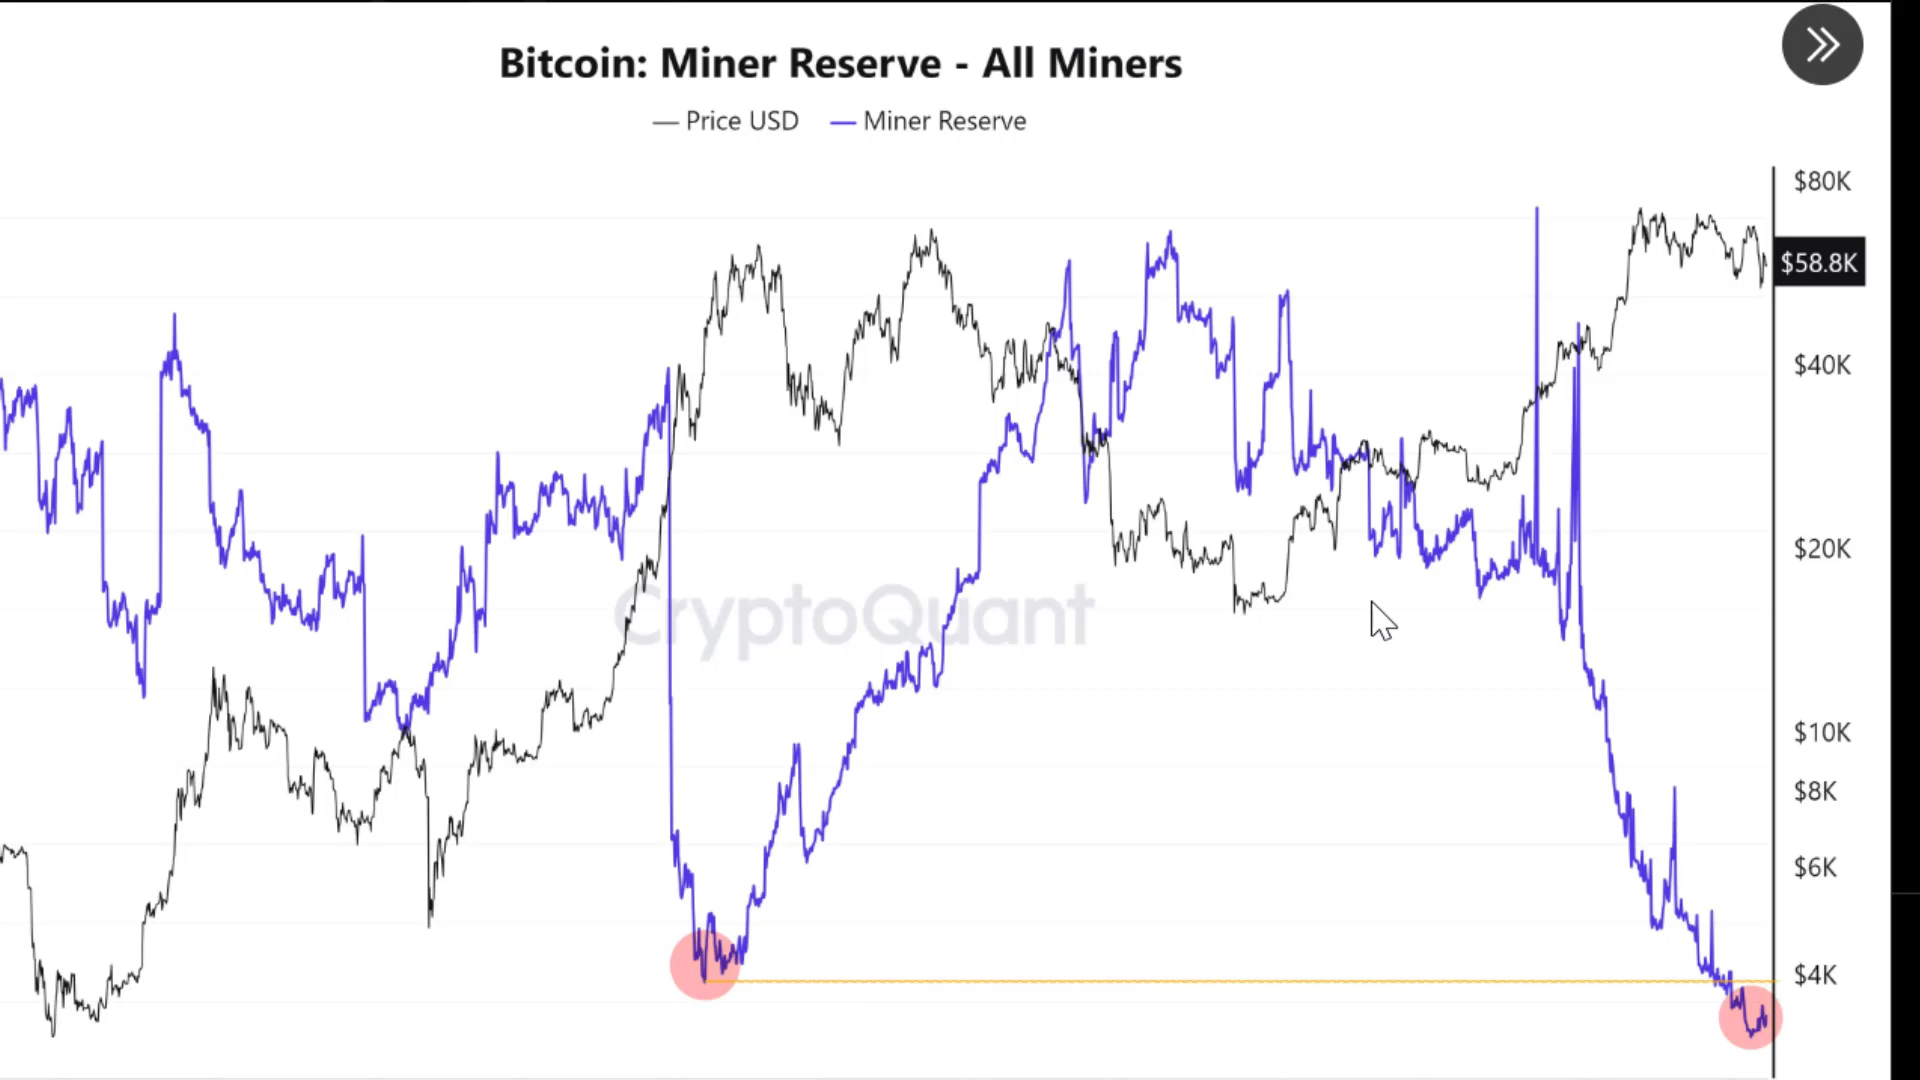 Bitcoin: Miner Reserve - All Miners
Price USD Miner Reserve
$80K
$58.8K
$40K
$20K
CryptoQuant
$10K
$8K
$6K
$4K